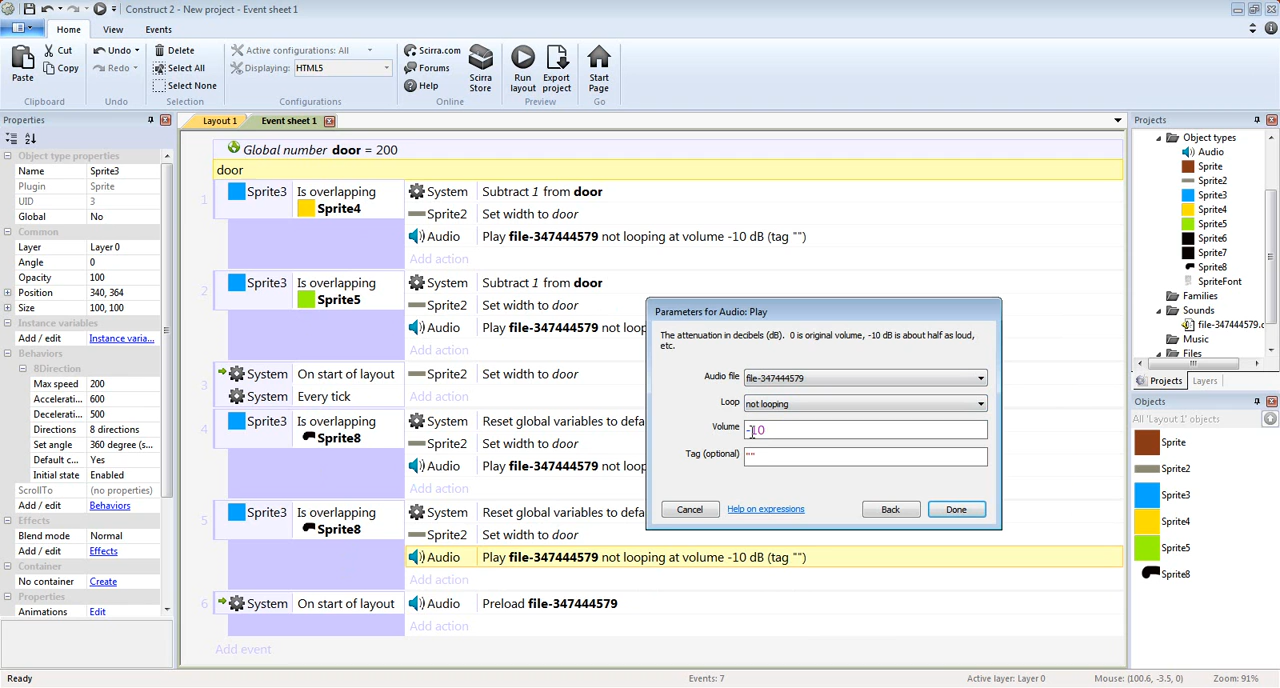 Construct 2 - New project - Event sheet 1
Home View Events
Paste
Cut
Copy
Clipboard
Undo
Redo
Undo
Delete
Select All
Select None
Selection
Active configurations: All
Displaying: HTML5
Configurations
Scirra.com
Forums
Help
Scirra Store
Online
Run layout
Export project
Preview
Start Page
Go
Properties
Object type properties
Name Sprite3
Plugin Sprite
UID 3
Global No
Common
Layer Layer 0
Angle 0
Opacity 100
Position 340, 364
Size 100, 100
Instance variables
Add / edit Instance varia...
Behaviors
8Direction
Max speed 200
Accelerati... 600
Decelerati... 500
Directions 8 directions
Set angle 360 degree (s...
Default c... Yes
Initial state Enabled
ScrollTo (no properties)
Add / edit Behaviors
Effects
Blend mode Normal
Add / edit Effects
Container
No container Create
Properties
Animations Edit
Layout 1 Event sheet 1
Global number door = 200
door
1 Sprite3 Is overlapping Sprite4
System Subtract 1 from door
Sprite2 Set width to door
Audio Play file-347444579 not looping at volume -10 dB (tag "")
Add action
2 Sprite3 Is overlapping Sprite5
System Subtract 1 from door
Sprite2 Set width to door
Audio Play file-347444579 not loop
Add action
3 System On start of layout
System Every tick
Sprite2 Set width to door
Add action
4 Sprite3 Is overlapping Sprite8
System Reset global variables to defa
Sprite2 Set width to door
Audio Play file-347444579 not loop
Add action
5 Sprite3 Is overlapping Sprite8
System Reset global variables to defa
Sprite2 Set width to door
Audio Play file-347444579 not looping at volume -10 dB (tag "")
Add action
6 System On start of layout
Audio Preload file-347444579
Add action
Add event
Parameters for Audio: Play
The attenuation in decibels (dB). 0 is original volume, -10 dB is about half as loud,
etc.
Audio file file-347444579
Loop not looping
Volume -10
Tag (optional) ""
Cancel Help on expressions Back Done
Projects
Object types
Audio
Sprite
Sprite2
Sprite3
Sprite4
Sprite5
Sprite6
Sprite7
Sprite8
SpriteFont
Families
Sounds
file-347444579.o
Music
Files
Projects Layers
Objects
All 'Layout 1' objects
Sprite
Sprite2
Sprite3
Sprite4
Sprite5
Sprite8
Ready Events: 7 Active layer: Layer 0 Mouse: (100.6, -3.5, 0) Zoom: 91%